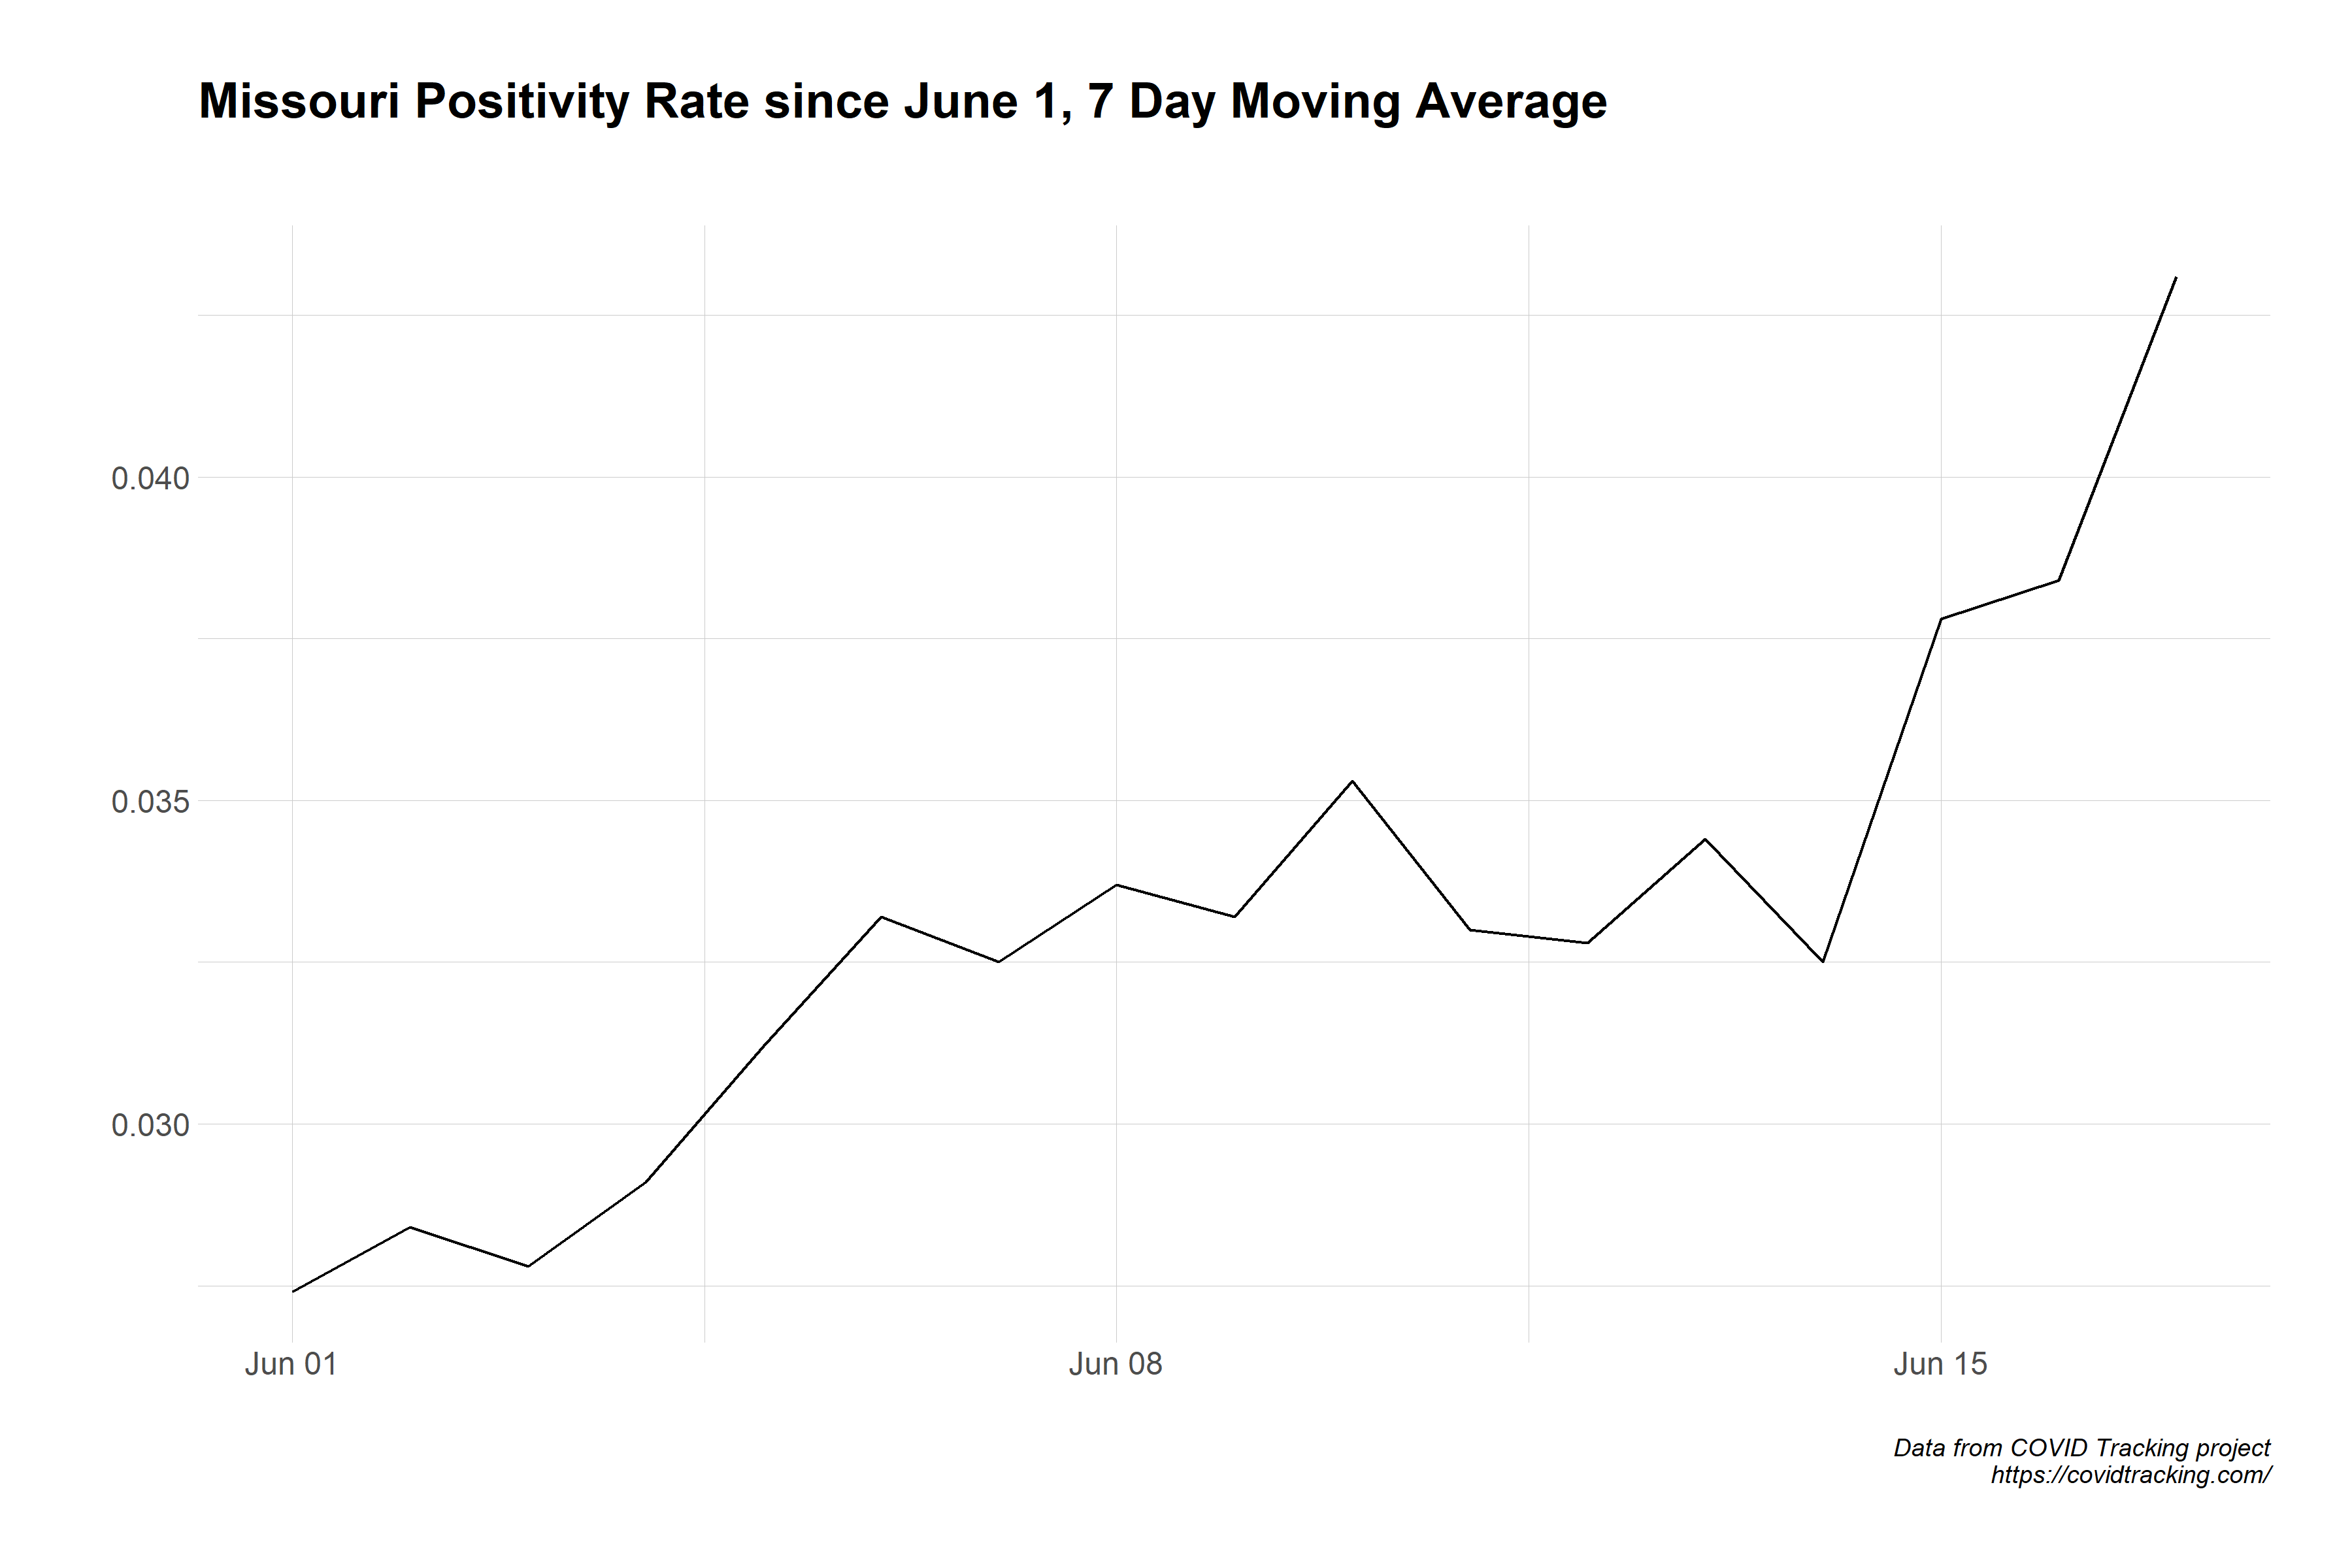 Missouri Positivity Rate since June 1, 7 Day Moving Average
0.040
0.035
0.030
Jun 01
Jun 08
Jun 15
Data from COVID Tracking project
https://covidtracking.com/